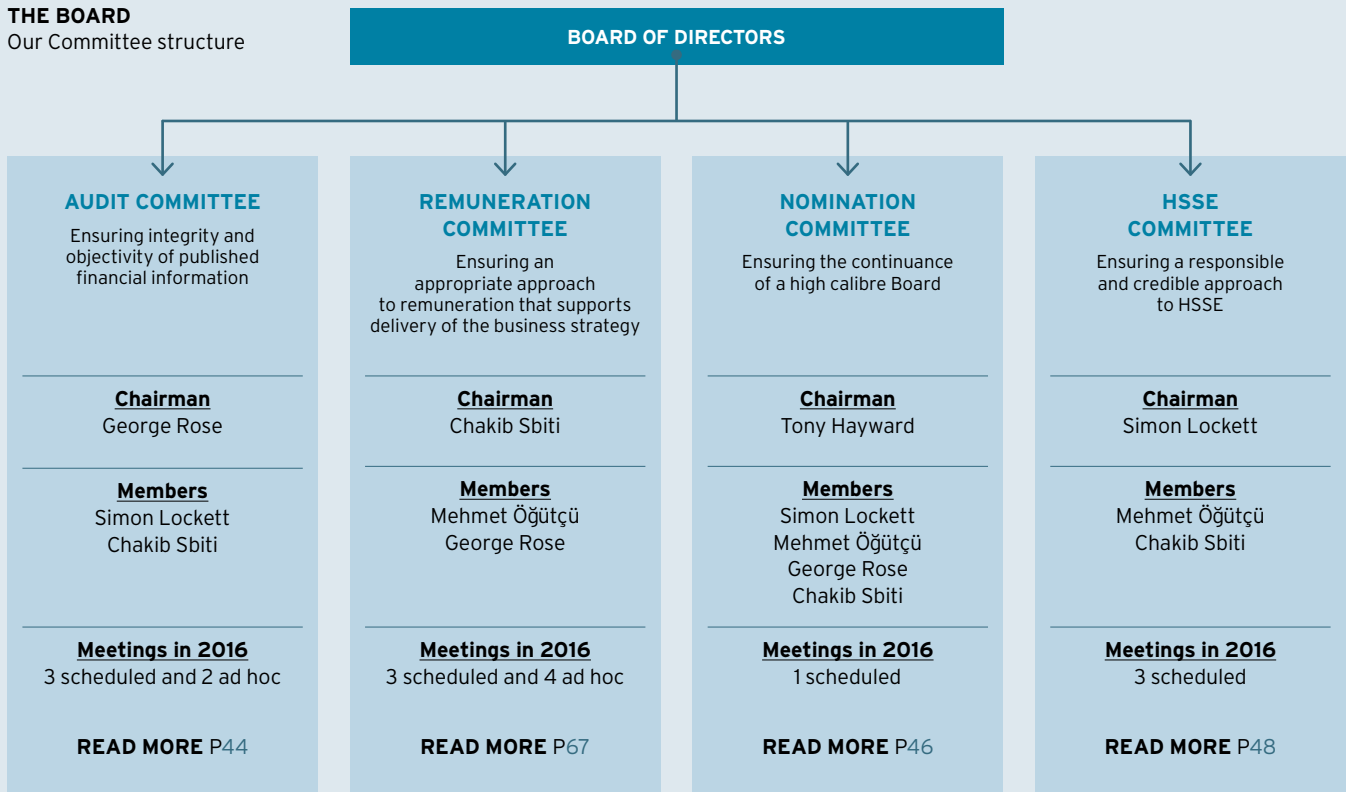 THE BOARD
Our Committee structure
BOARD OF DIRECTORS
AUDIT COMMITTEE
Ensuring integrity and
objectivity of published
financial information
Chairman
George Rose
Members
Simon Lockett
Chakib Sbiti
Meetings in 2016
3 scheduled and 2 ad hoc
READ MORE P44
REMUNERATION
COMMITTEE
Ensuring an
appropriate approach
to remuneration that supports
delivery of the business strategy
Chairman
Chakib Sbiti
Members
Mehmet Öğütçü
George Rose
Meetings in 2016
3 scheduled and 4 ad hoc
READ MORE P67
NOMINATION
COMMITTEE
Ensuring the continuance
of a high calibre Board
Chairman
Tony Hayward
Members
Simon Lockett
Mehmet Öğütçü
George Rose
Chakib Sbiti
Meetings in 2016
1 scheduled
READ MORE P46
HSSE
COMMITTEE
Ensuring a responsible
and credible approach
to HSSE
Chairman
Simon Lockett
Members
Mehmet Öğütçü
Chakib Sbiti
Meetings in 2016
3 scheduled
READ MORE P48